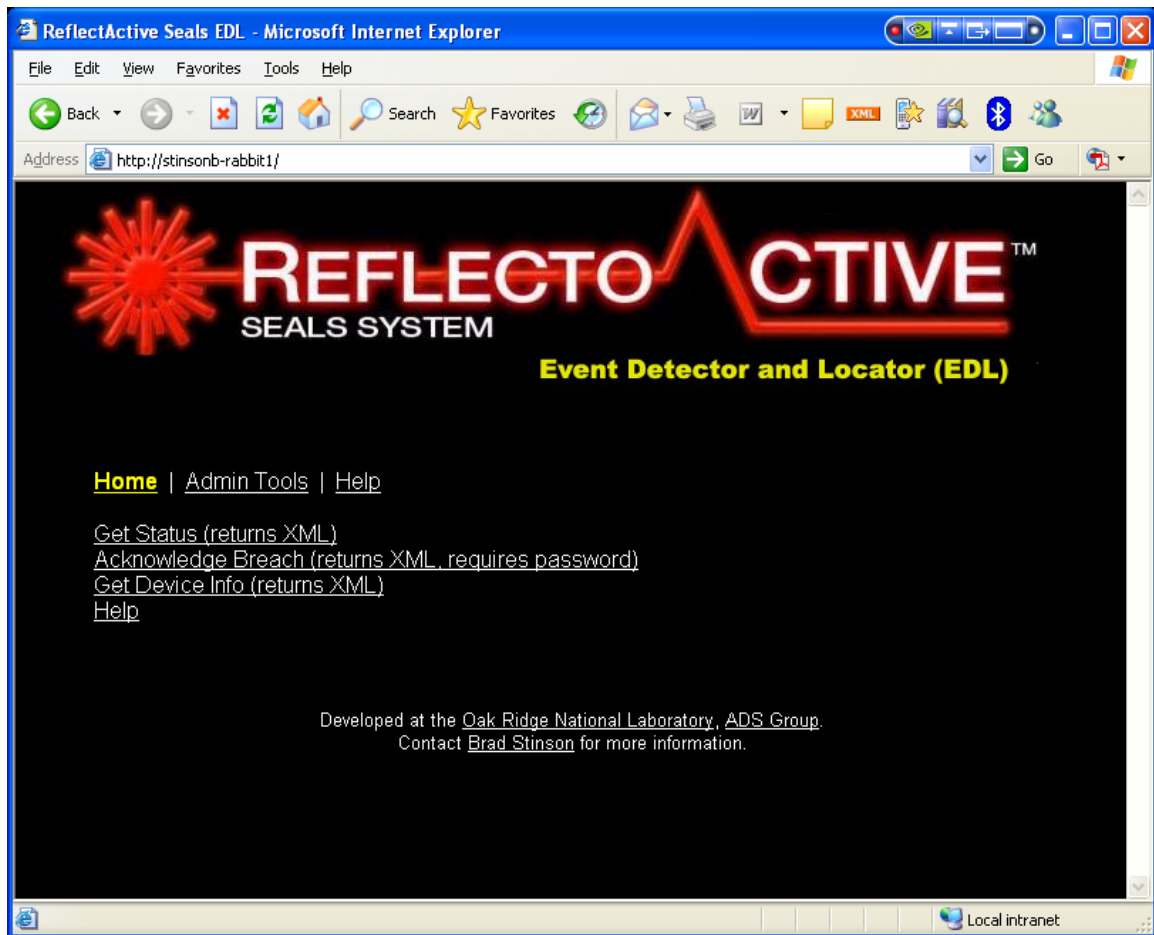 ReflectActive Seals EDL - Microsoft Internet Explorer
File Edit View Favorites Tools Help
Back Search Favorites W XML
Address http://stinsonb-rabbit1/ Go
REFLECTO ACTIVE™
SEALS SYSTEM
Event Detector and Locator (EDL)
Home | Admin Tools | Help
Get Status (returns XML)
Acknowledge Breach (returns XML, requires password)
Get Device Info (returns XML)
Help
Developed at the Oak Ridge National Laboratory, ADS Group.
Contact Brad Stinson for more information.
Local intranet